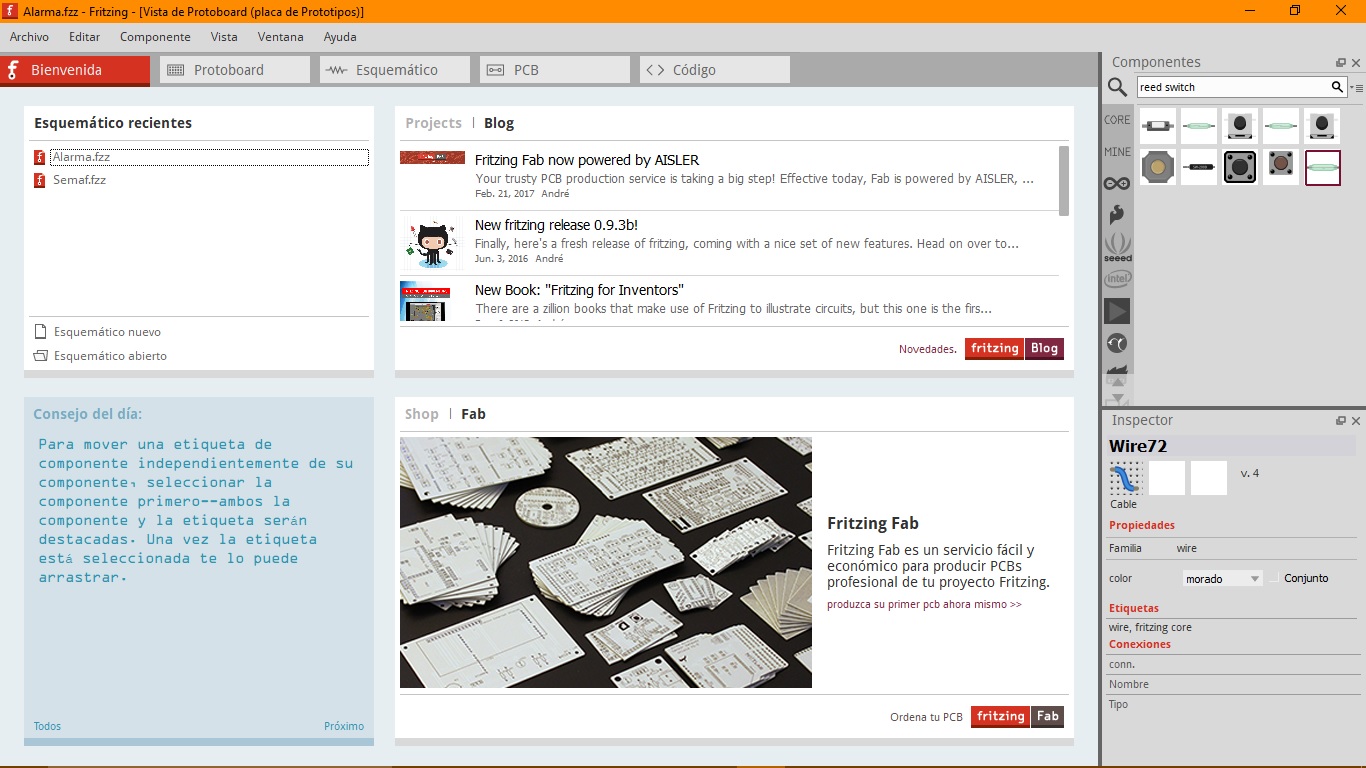 Alarma.fzz - Fritzing - [Vista de Protoboard (placa de Prototipos)]
Archivo Editar Componente Vista Ventana Ayuda
Bienvenida Protoboard Esquemático PCB Código
Esquemático recientes
Alarma.fzz
Semaf.fzz
Esquemático nuevo
Esquemático abierto
Projects | Blog
Fritzing Fab now powered by AISLER
Your trusty PCB production service is taking a big step! Effective today, Fab is powered by AISLER, ...
Feb. 21, 2017 André
New fritzing release 0.9.3b!
Finally, here's a fresh release of fritzing, coming with a nice set of new features. Head on over to...
Jun. 3, 2016 André
New Book: "Fritzing for Inventors"
There are a zillion books that make use of Fritzing to illustrate circuits, but this one is the firs...
Novedades. fritzing Blog
Consejo del día:
Para mover una etiqueta de
componente independientemente de su
componente, seleccionar la
componente primero--ambos la
componente y la etiqueta serán
destacadas. Una vez la etiqueta
está seleccionada te lo puede
arrastrar.
Todos Próximo
Shop | Fab
Fritzing Fab
Fritzing Fab es un servicio fácil y
económico para producir PCBs
profesional de tu proyecto Fritzing.
produzca su primer pcb ahora mismo >>
Ordena tu PCB fritzing Fab
Componentes
reed switch
CORE
MINE
seeed
intel
Inspector
Wire72
v. 4
Cable
Propiedades
Familia wire
color morado Conjunto
Etiquetas
wire, fritzing core
Conexiones
conn.
Nombre
Tipo